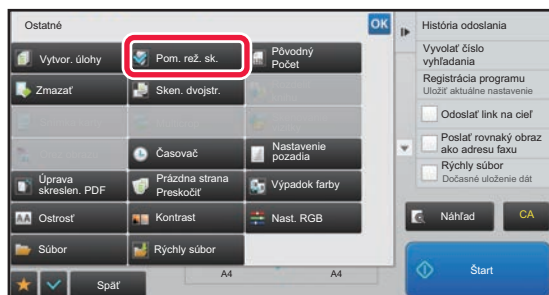 Ostatné
OK
Vytvor. úlohy
Pom. rež. sk.
Pôvodný
Počet
Zmazať
Sken. dvojstr.
Časovač
Nastavenie
pozadia
Úprava
skreslen. PDF
Prázdna strana
Preskočiť
Výpadok farby
AA Ostrosť
Kontrast
Nast. RGB
Súbor
Rýchly súbor
Späť
A4
A4
História odoslania
Vyvolať číslo
vyhľadania
Registrácia programu
Uložiť aktuálne nastavenie
Odoslať link na cieľ
Poslať rovnaký obraz
ako adresu faxu
Rýchly súbor
Dočasné uloženie dát
Náhľad
CA
Štart